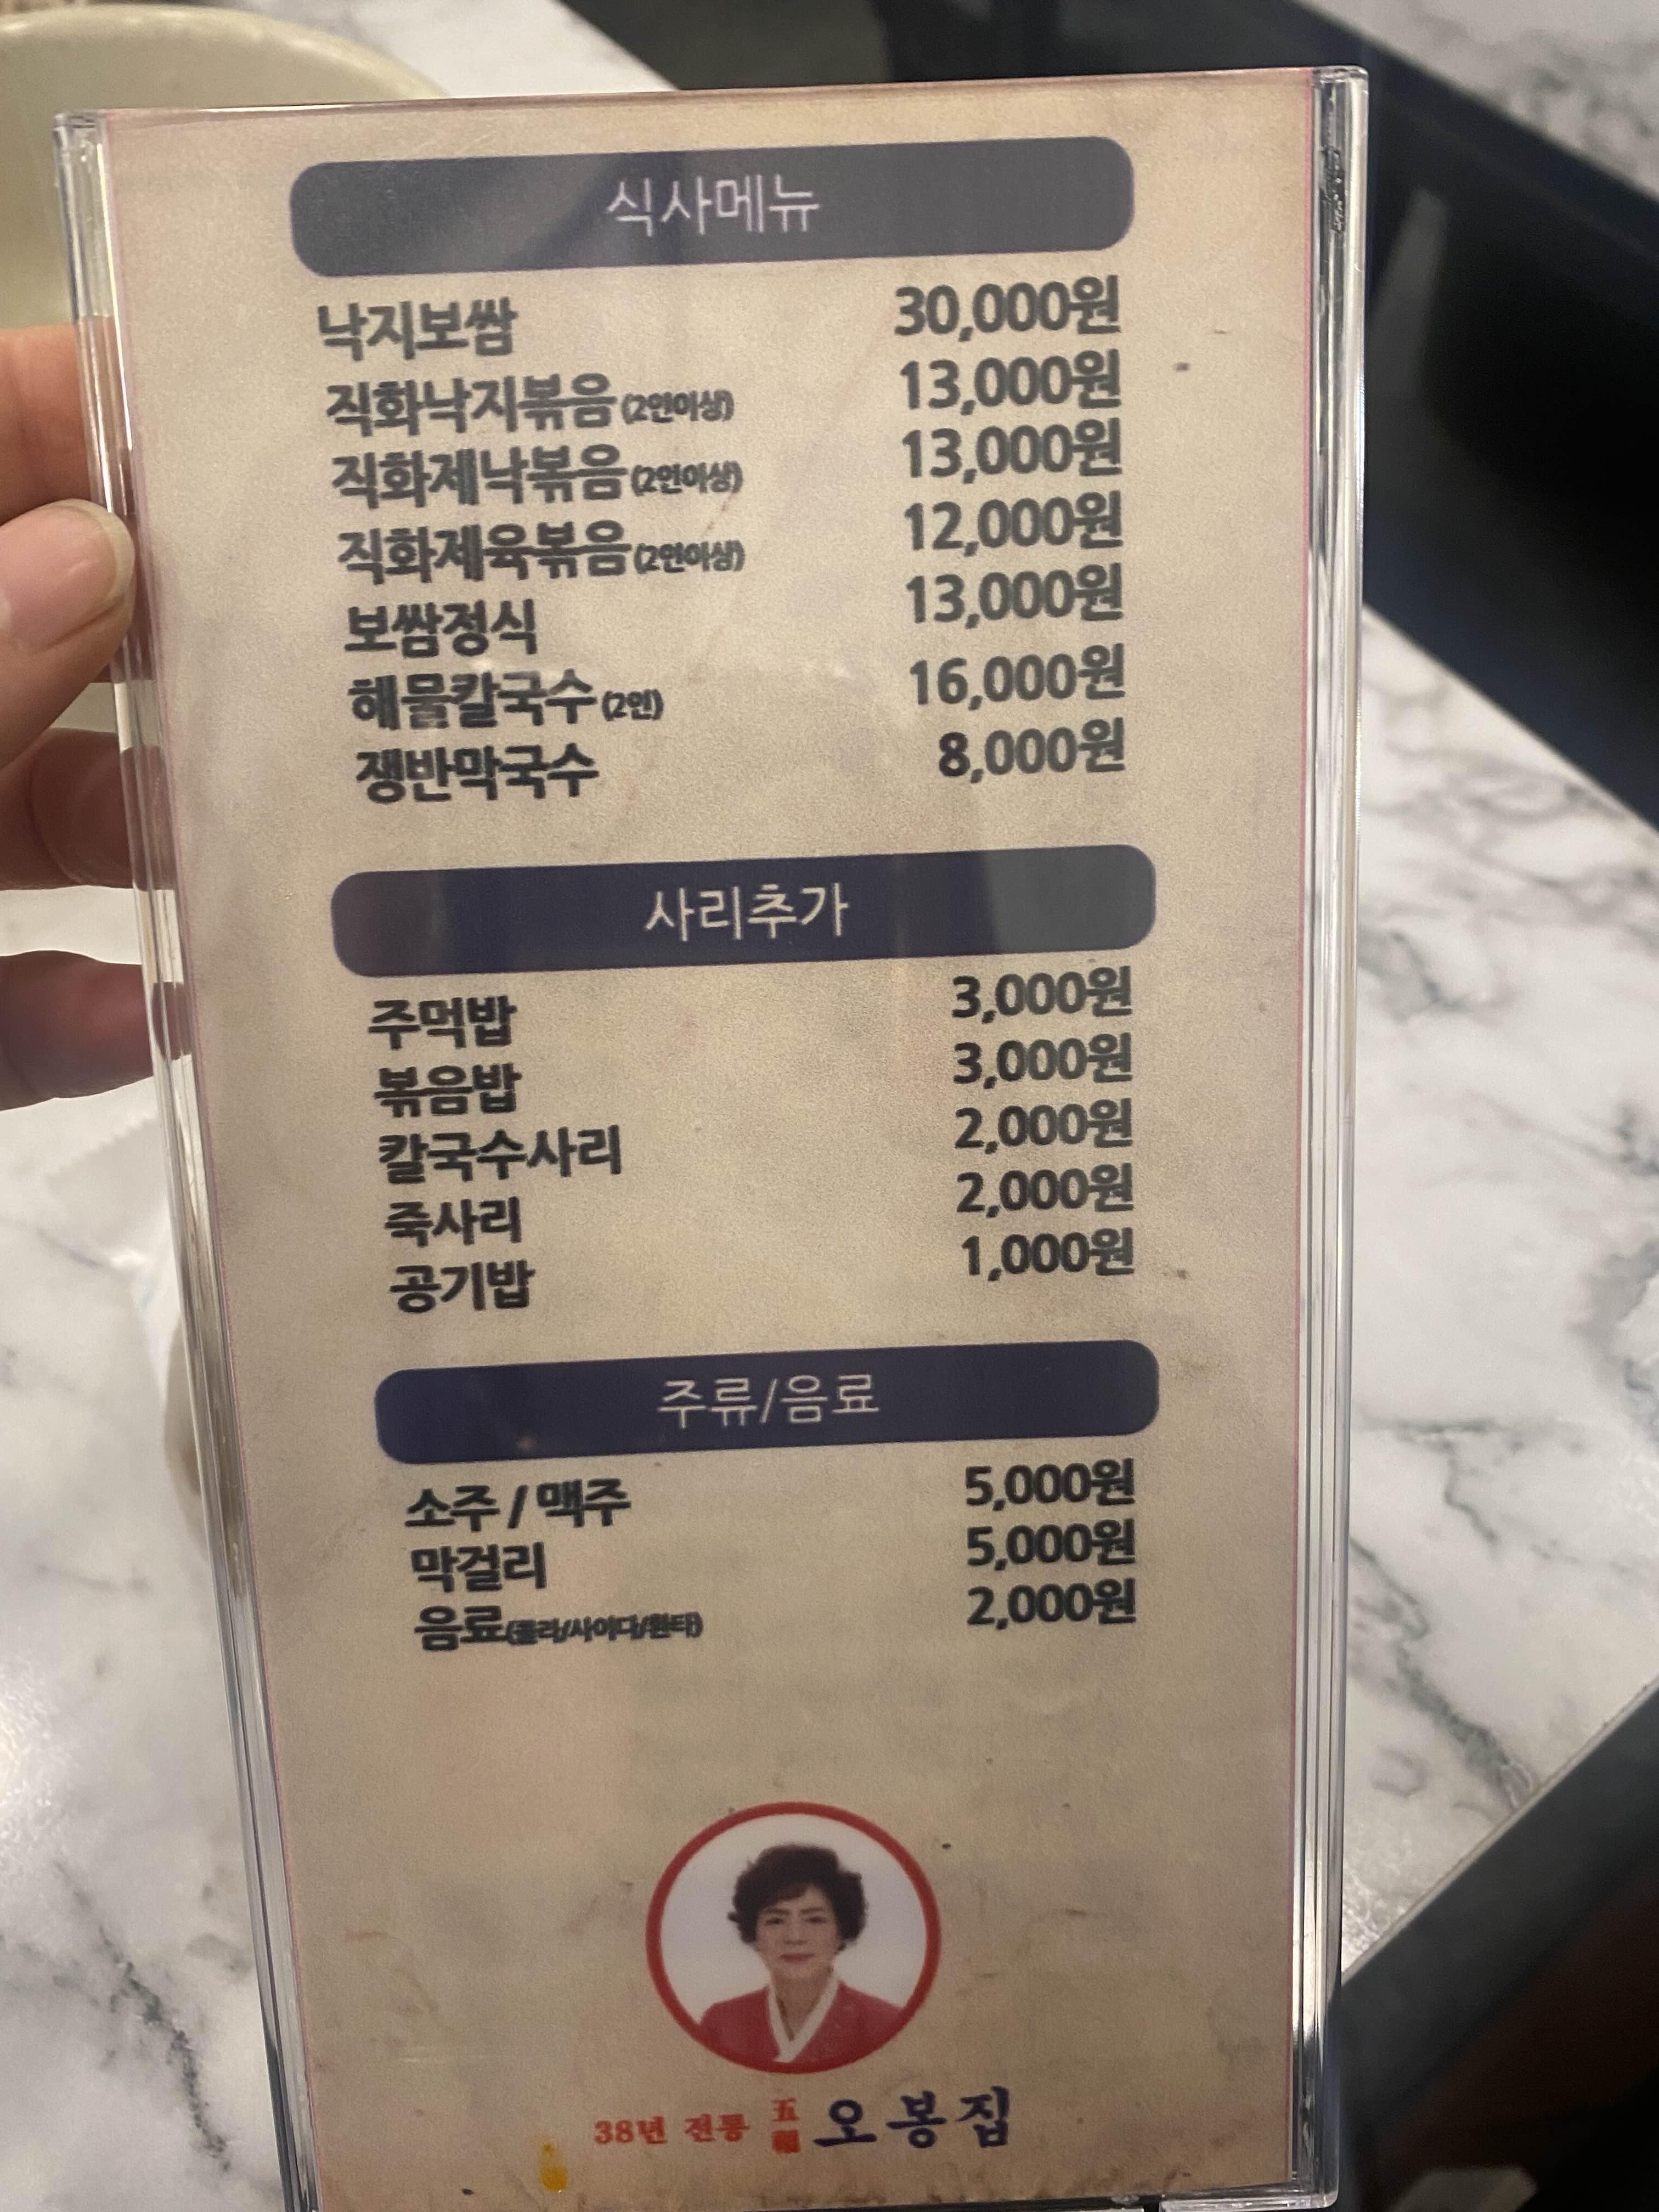 식사메뉴
낙지보쌈 30,000원
직화낙지볶음(2인이상) 13,000원
직화제낙볶음(2인이상) 13,000원
직화제육볶음(2인이상) 12,000원
보쌈정식 13,000원
해물칼국수(2인) 16,000원
쟁반막국수 8,000원
사리추가
주먹밥 3,000원
볶음밥 3,000원
칼국수사리 2,000원
죽사리 2,000원
공기밥 1,000원
주류/음료
소주 / 맥주 5,000원
막걸리 5,000원
음료(콜라/사이다/환타) 2,000원
38년 전통 五 오봉집